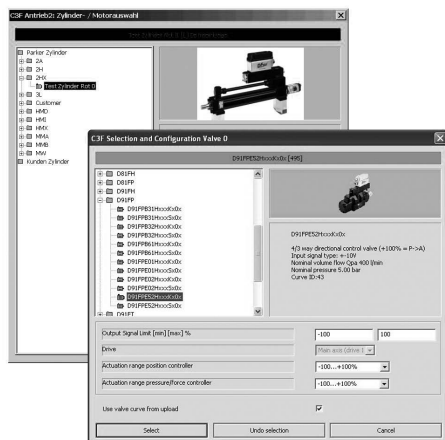 C3F Antrieb2: Zylinder- / Motorauswahl
Parker Zylinder
2A
2H
2HX
Test Zylinder Rot 0
3L
Customer
HMD
HMI
HMX
MMA
MMB
MW
Kunden Zylinder
C3F Selection and Configuration Valve 0
D91FPE52HxxxKx0x [495]
D81FH
D81FP
D91FH
D91FP
D91FPB31HxxxKx0x
D91FPB31HxxxSx0x
D91FPB32HxxxKx0x
D91FPB32HxxxSx0x
D91FPB61HxxxKx0x
D91FPB61HxxxSx0x
D91FPE01HxxxKx0x
D91FPE01HxxxSx0x
D91FPE02HxxxKx0x
D91FPE02HxxxSx0x
D91FPE52HxxxKx0x
D91FPE52HxxxSx0x
D91FT
D91FPE52HxxxKx0x
4/3 way directional control valve (+100% = P->A)
Input signal type: +-10V
Nominal volume flow Qpa 400 l/min
Nominal pressure 5.00 bar
Curve ID:43
Output Signal Limit [min] [max] % -100 100
Drive Main axis (drive 1
Actuation range position controller -100...+100%
Actuation range pressure/force controller -100...+100%
Use valve curve from upload
Select Undo selection Cancel